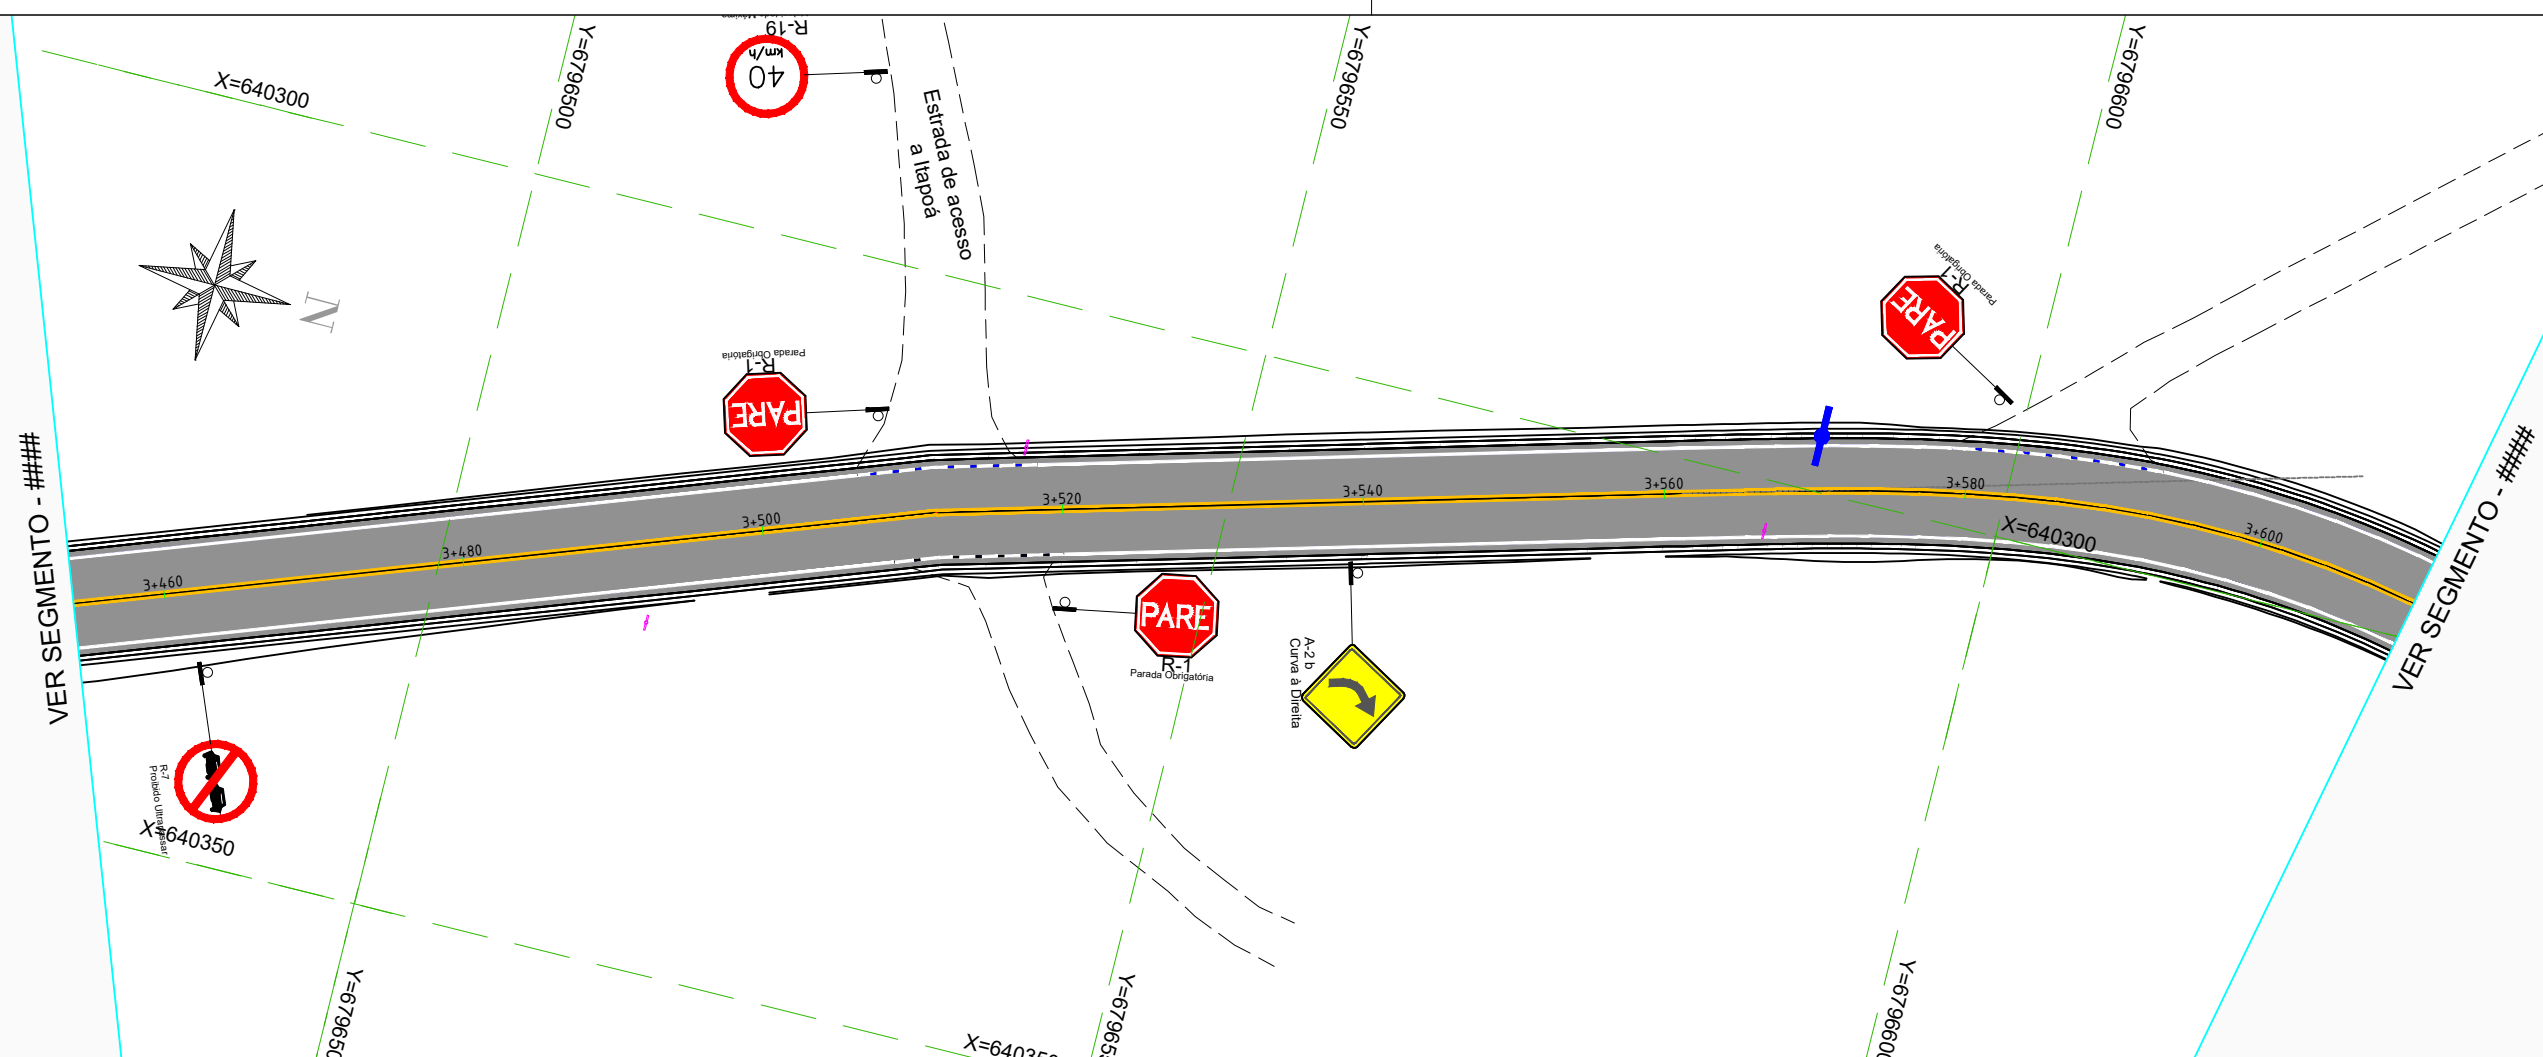 R-19
km/h
40
Y=6796500
Y=6796550
Y=6796600
X=640300
Estrada de acesso
a Itapoá
N
Parada Obrigatória
R-1
PARE
Parada Obrigatória
R-1
PARE
VER SEGMENTO - ####
3+460
3+480
3+500
3+520
3+540
3+560
3+580
3+600
X=640300
VER SEGMENTO - ####
PARE
R-1
Parada Obrigatória
A-2 b
Curva à Direita
R-7
Proibido Ultrapassar
X=640350